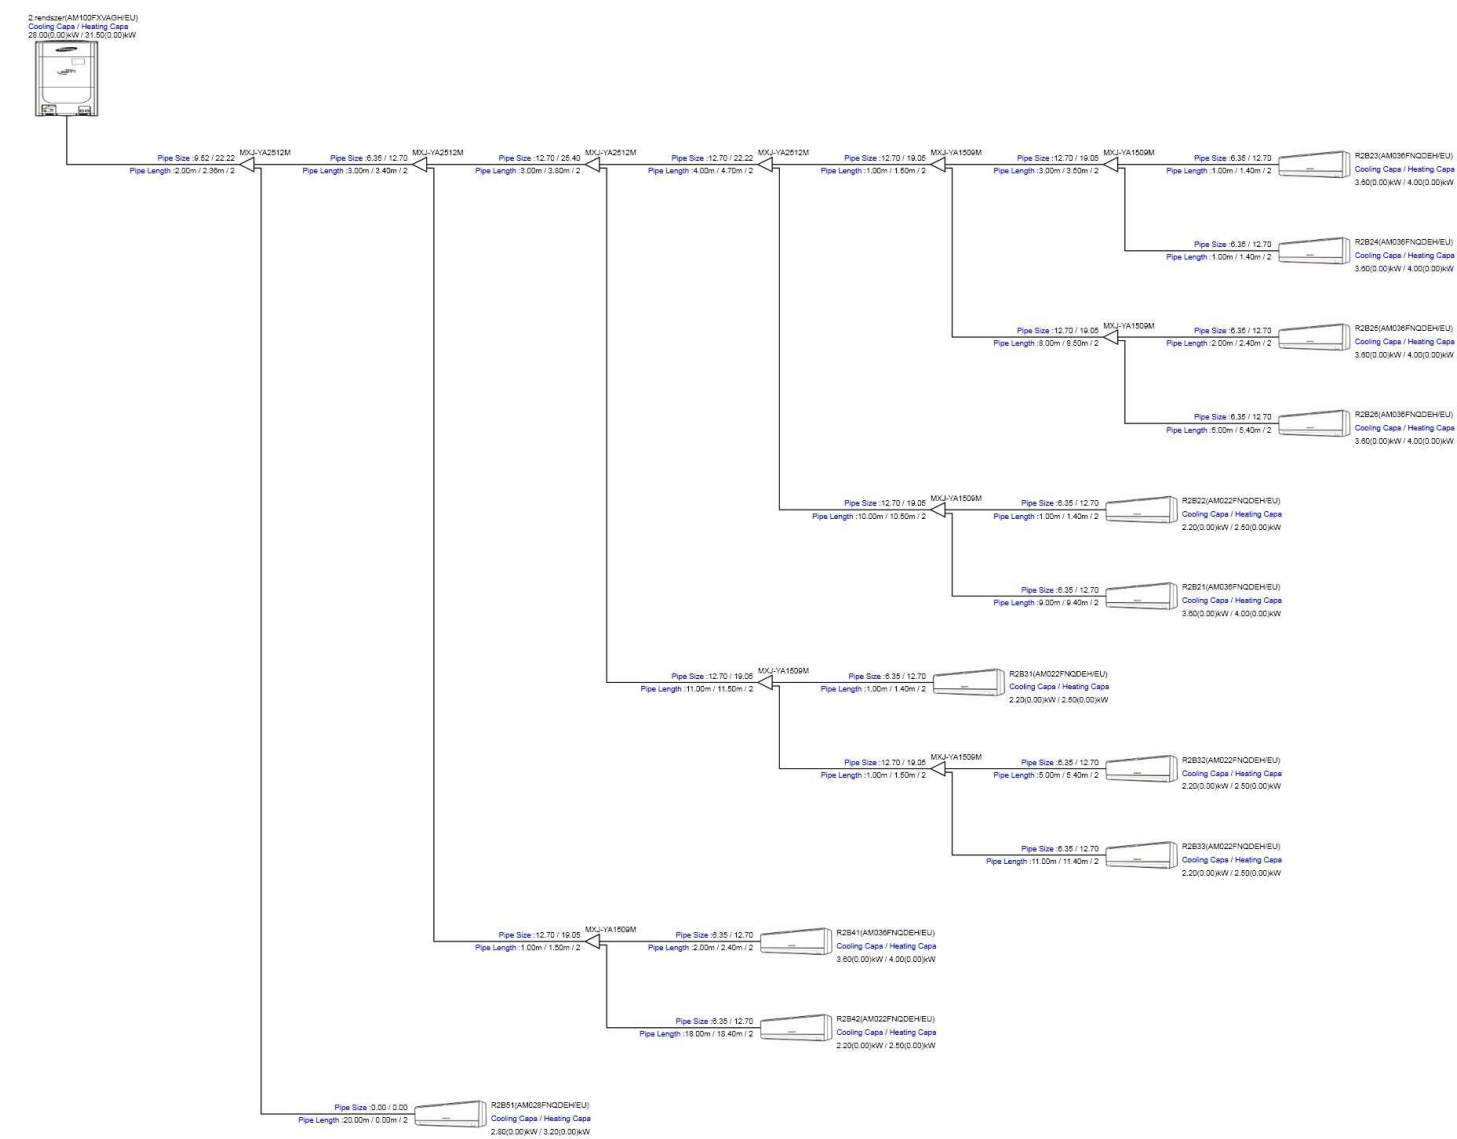 2.rendszer(AM100FXVAGH/EU)
Cooling Capa / Heating Capa
28.00(0.00)kW / 31.50(0.00)kW
SAMSUNG
Pipe Size :9.52 / 22.22
Pipe Length :2.00m / 2.36m / 2
MXJ-YA2512M
Pipe Size :6.35 / 12.70
Pipe Length :3.00m / 3.40m / 2
MXJ-YA2512M
Pipe Size :12.70 / 25.40
Pipe Length :3.00m / 3.80m / 2
MXJ-YA2512M
Pipe Size :12.70 / 22.22
Pipe Length :4.00m / 4.70m / 2
MXJ-YA2512M
Pipe Size :12.70 / 19.05
Pipe Length :1.00m / 1.50m / 2
MXJ-YA1509M
Pipe Size :12.70 / 19.05
Pipe Length :3.00m / 3.50m / 2
MXJ-YA1509M
Pipe Size :6.35 / 12.70
Pipe Length :1.00m / 1.40m / 2
R2B23(AM036FNQDEH/EU)
Cooling Capa / Heating Capa
3.60(0.00)kW / 4.00(0.00)kW
Pipe Size :6.35 / 12.70
Pipe Length :1.00m / 1.40m / 2
R2B24(AM036FNQDEH/EU)
Cooling Capa / Heating Capa
3.60(0.00)kW / 4.00(0.00)kW
Pipe Size :12.70 / 19.05
Pipe Length :8.00m / 8.50m / 2
MXJ-YA1509M
Pipe Size :6.35 / 12.70
Pipe Length :2.00m / 2.40m / 2
R2B25(AM036FNQDEH/EU)
Cooling Capa / Heating Capa
3.60(0.00)kW / 4.00(0.00)kW
Pipe Size :6.35 / 12.70
Pipe Length :5.00m / 5.40m / 2
R2B26(AM036FNQDEH/EU)
Cooling Capa / Heating Capa
3.60(0.00)kW / 4.00(0.00)kW
Pipe Size :12.70 / 19.05
Pipe Length :10.00m / 10.50m / 2
MXJ-YA1509M
Pipe Size :6.35 / 12.70
Pipe Length :1.00m / 1.40m / 2
R2B22(AM022FNQDEH/EU)
Cooling Capa / Heating Capa
2.20(0.00)kW / 2.50(0.00)kW
Pipe Size :6.35 / 12.70
Pipe Length :9.00m / 9.40m / 2
R2B21(AM036FNQDEH/EU)
Cooling Capa / Heating Capa
3.60(0.00)kW / 4.00(0.00)kW
Pipe Size :12.70 / 19.05
Pipe Length :11.00m / 11.50m / 2
MXJ-YA1509M
Pipe Size :6.35 / 12.70
Pipe Length :1.00m / 1.40m / 2
R2B31(AM022FNQDEH/EU)
Cooling Capa / Heating Capa
2.20(0.00)kW / 2.50(0.00)kW
Pipe Size :12.70 / 19.05
Pipe Length :1.00m / 1.50m / 2
MXJ-YA1509M
Pipe Size :6.35 / 12.70
Pipe Length :5.00m / 5.40m / 2
R2B32(AM022FNQDEH/EU)
Cooling Capa / Heating Capa
2.20(0.00)kW / 2.50(0.00)kW
Pipe Size :6.35 / 12.70
Pipe Length :11.00m / 11.40m / 2
R2B33(AM022FNQDEH/EU)
Cooling Capa / Heating Capa
2.20(0.00)kW / 2.50(0.00)kW
Pipe Size :12.70 / 19.05
Pipe Length :1.00m / 1.50m / 2
MXJ-YA1509M
Pipe Size :6.35 / 12.70
Pipe Length :2.00m / 2.40m / 2
R2B41(AM036FNQDEH/EU)
Cooling Capa / Heating Capa
3.60(0.00)kW / 4.00(0.00)kW
Pipe Size :6.35 / 12.70
Pipe Length :18.00m / 18.40m / 2
R2B42(AM022FNQDEH/EU)
Cooling Capa / Heating Capa
2.20(0.00)kW / 2.50(0.00)kW
Pipe Size :0.00 / 0.00
Pipe Length :20.00m / 0.00m / 2
R2B51(AM028FNQDEH/EU)
Cooling Capa / Heating Capa
2.80(0.00)kW / 3.20(0.00)kW